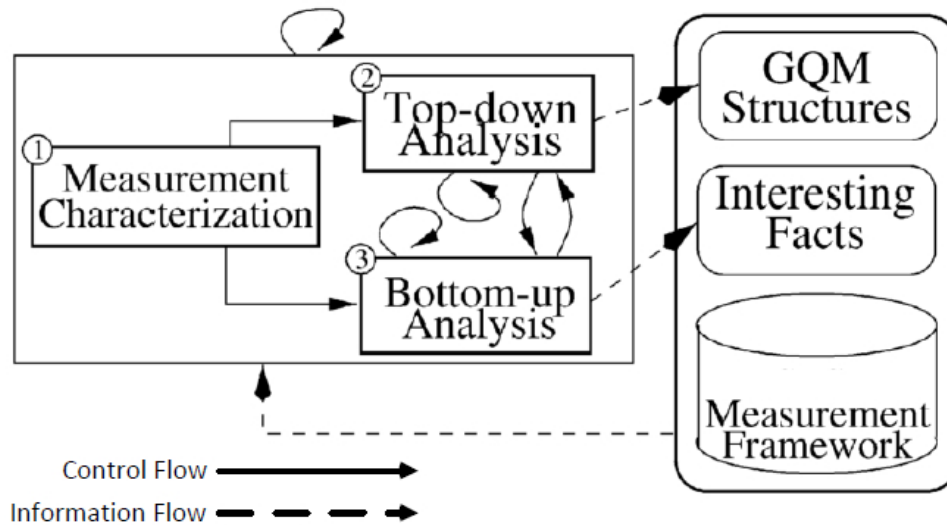 1
Measurement
Characterization
2
Top-down
Analysis
3
Bottom-up
Analysis
GQM
Structures
Interesting
Facts
Measurement
Framework
Control Flow
Information Flow